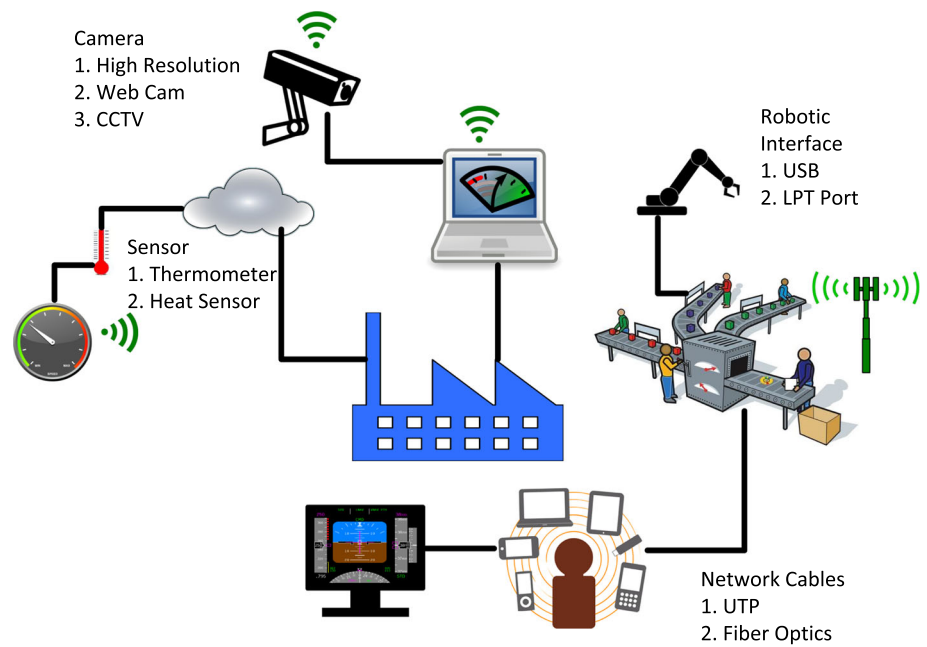 Camera
1. High Resolution
2. Web Cam
3. CCTV
Robotic
Interface
1. USB
2. LPT Port
Sensor
1. Thermometer
2. Heat Sensor
Network Cables
1. UTP
2. Fiber Optics